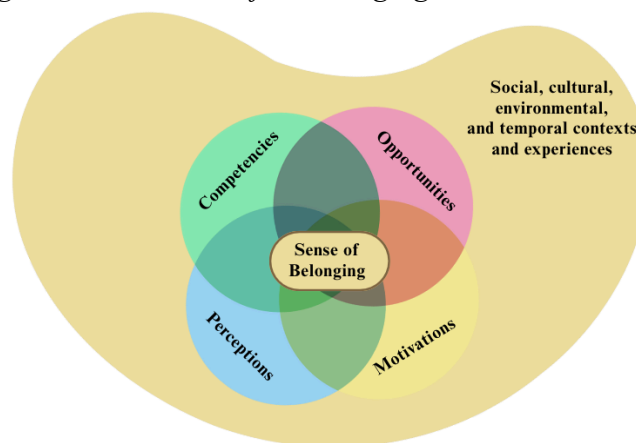 Social, cultural,
environmental,
and temporal contexts
and experiences
Competencies
Opportunities
Sense of
Belonging
Perceptions
Motivations